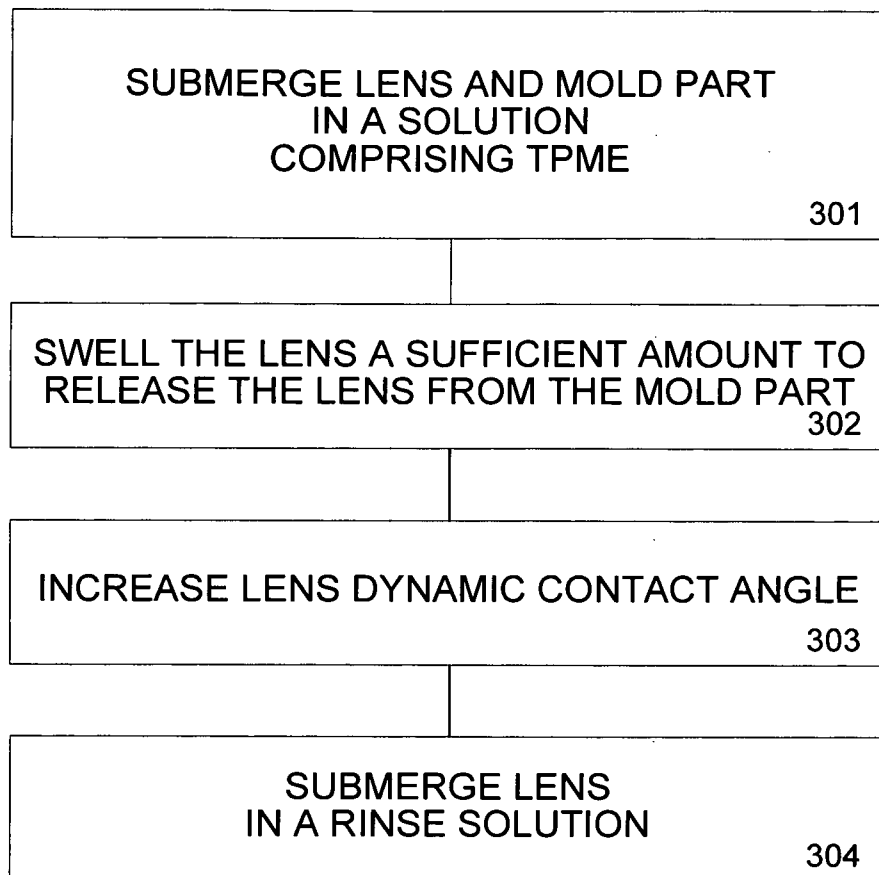 SUBMERGE LENS AND MOLD PART
IN A SOLUTION
COMPRISING TPME
301
SWELL THE LENS A SUFFICIENT AMOUNT TO
RELEASE THE LENS FROM THE MOLD PART
302
INCREASE LENS DYNAMIC CONTACT ANGLE
303
SUBMERGE LENS
IN A RINSE SOLUTION
304